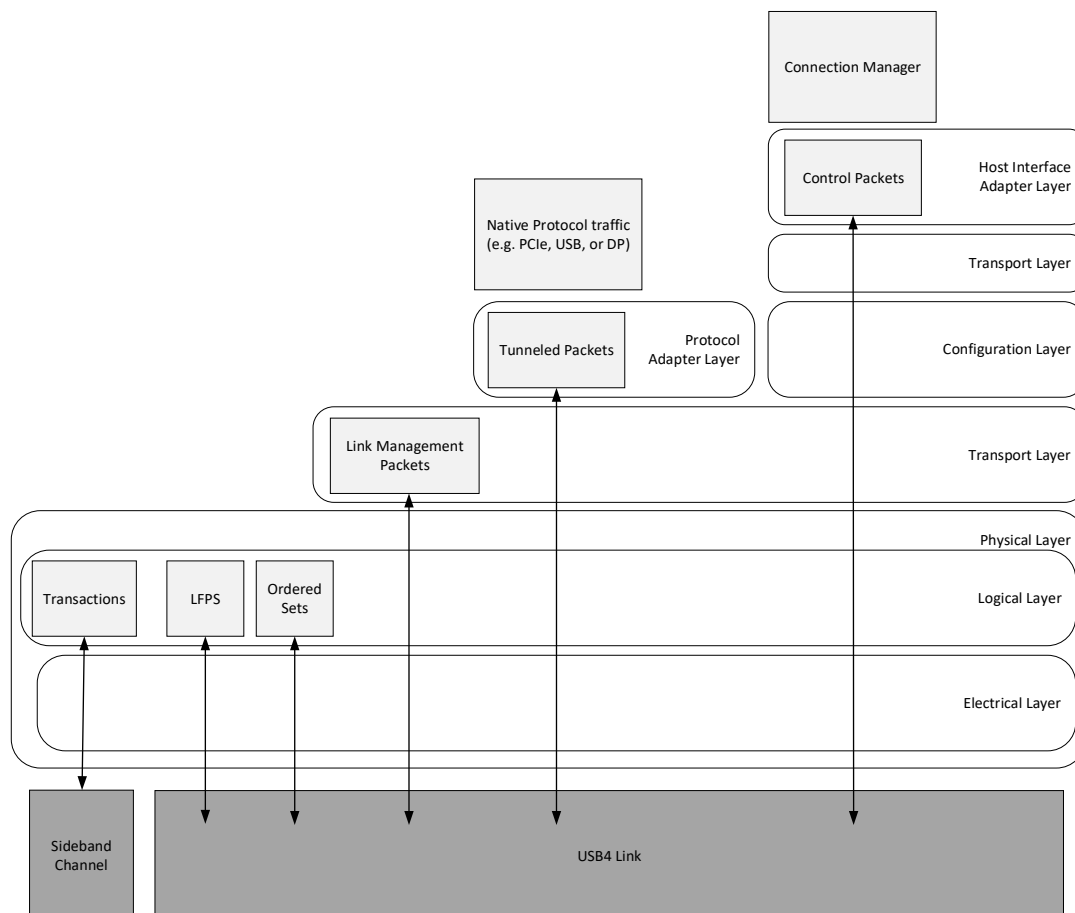 Connection Manager
Control Packets
Host Interface
Adapter Layer
Native Protocol traffic
(e.g. PCIe, USB, or DP)
Transport Layer
Tunneled Packets
Protocol
Adapter Layer
Configuration Layer
Link Management
Packets
Transport Layer
Physical Layer
Transactions
LFPS
Ordered
Sets
Logical Layer
Electrical Layer
Sideband
Channel
USB4 Link